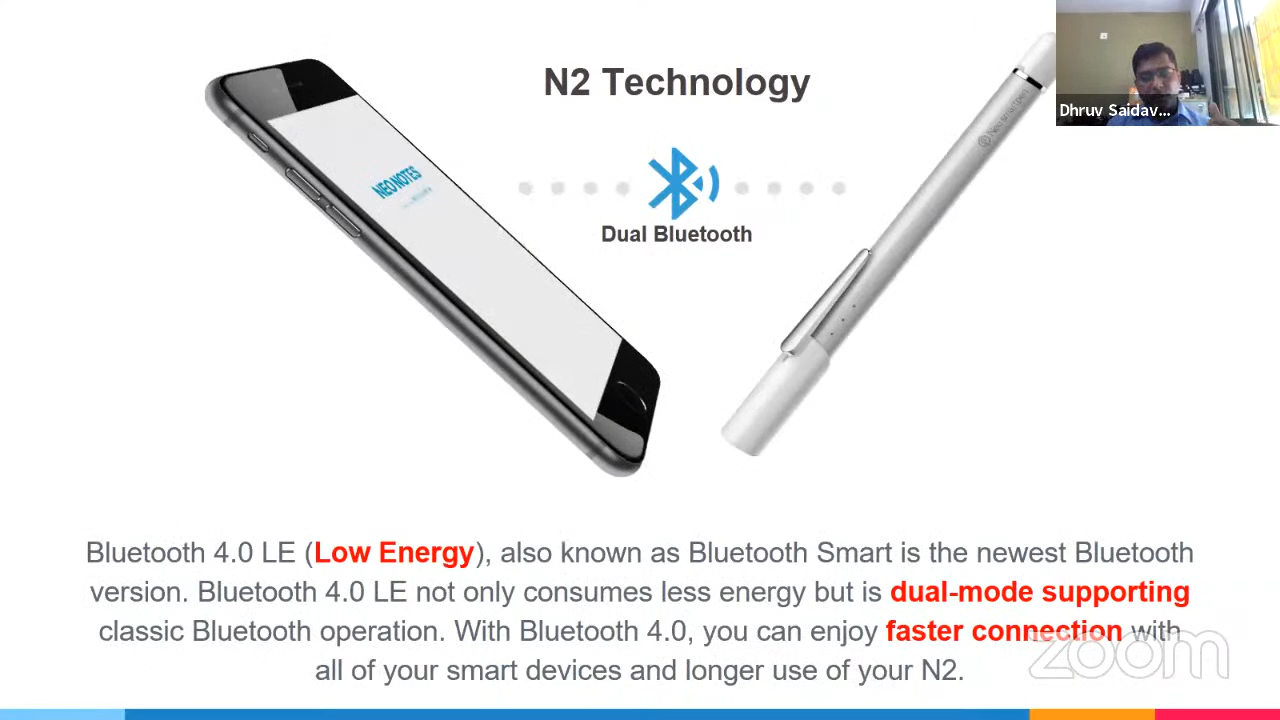 N2 Technology
Dhruv Saidav...
NEO NOTES
Neo smartpen
Dual Bluetooth
Bluetooth 4.0 LE (Low Energy), also known as Bluetooth Smart is the newest Bluetooth
version. Bluetooth 4.0 LE not only consumes less energy but is dual-mode supporting
classic Bluetooth operation. With Bluetooth 4.0, you can enjoy faster connection with
all of your smart devices and longer use of your N2.
zoom